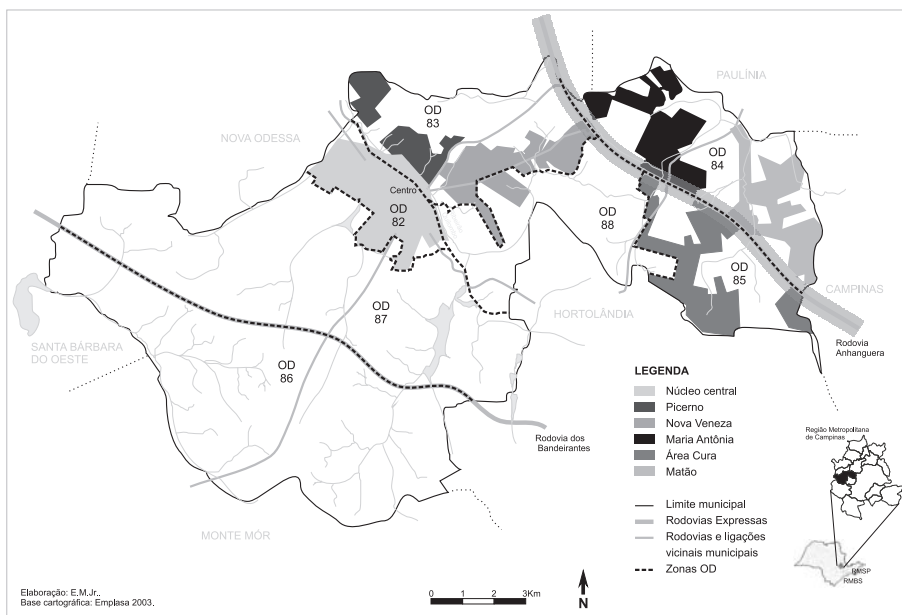 PAULÍNIA
OD
83
NOVA ODESSA
OD
84
Centro
OD
82
OD
88
OD
85
CAMPINAS
OD
87
HORTOLÂNDIA
Rodovia
Anhanguera
SANTA BÁRBARA
DO OESTE
OD
86
Rodovia dos
Bandeirantes
MONTE MÓR
LEGENDA
Núcleo central
Picerno
Nova Veneza
Maria Antônia
Área Cura
Matão
Limite municipal
Rodovias Expressas
Rodovias e ligações
vicinais municipais
Zonas OD
Região Metropolitana
de Campinas
RMSP
RMBS
Elaboração: E.M.Jr..
Base cartográfica: Emplasa 2003.
0 1 2 3Km
N